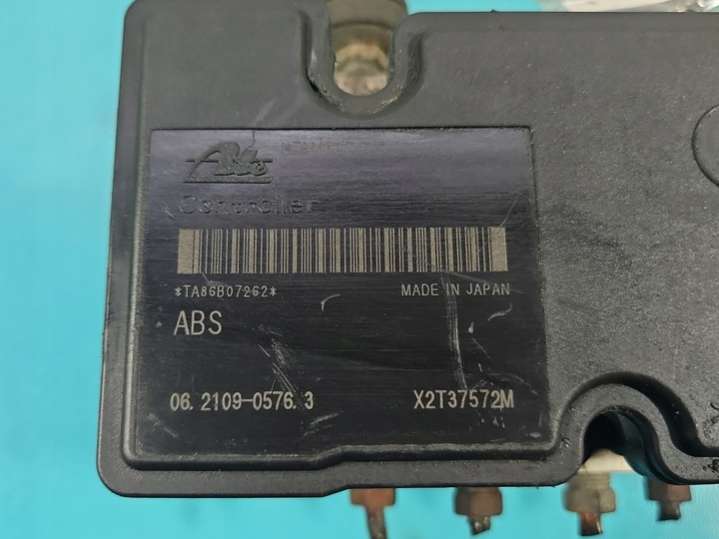 Ate
Controller
*TA86B07262* MADE IN JAPAN
ABS
06.2109-0576.3 X2T37572M